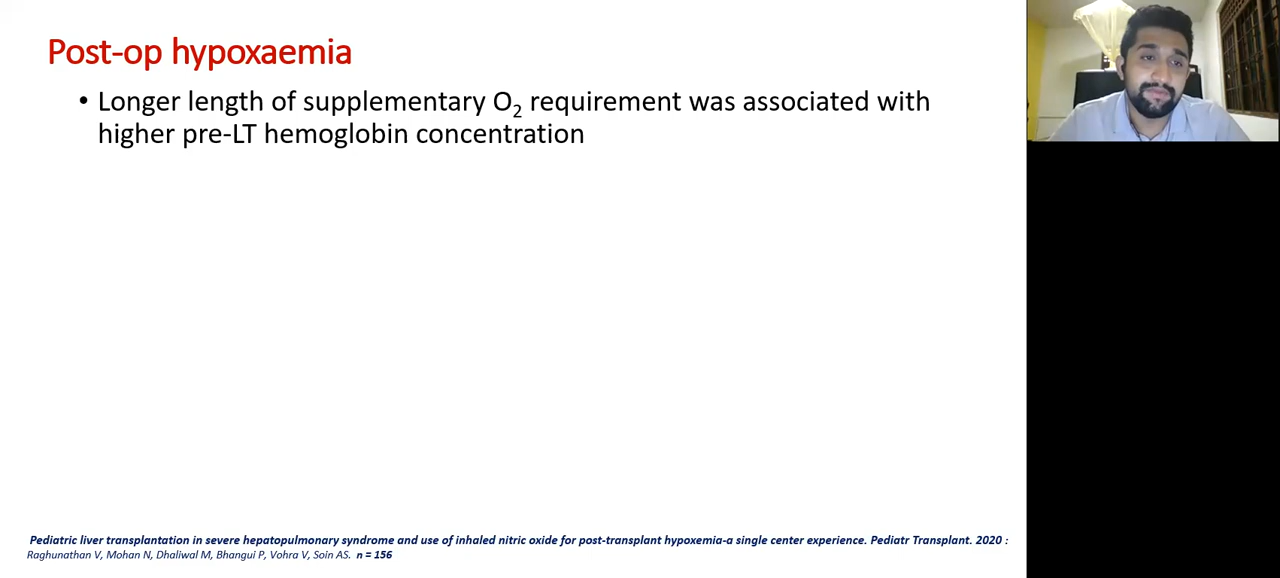 Post-op hypoxaemia
• Longer length of supplementary O₂ requirement was associated with
higher pre-LT hemoglobin concentration
Pediatric liver transplantation in severe hepatopulmonary syndrome and use of inhaled nitric oxide for post-transplant hypoxemia-a single center experience. Pediatr Transplant. 2020 :
Raghunathan V, Mohan N, Dhaliwal M, Bhangui P, Vohra V, Soin AS. n = 156